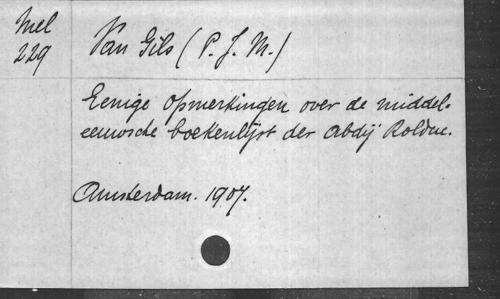 Mel
229
Van Gils (P. J. M.)
Eenige opmerkingen over de middel-
eeuwsche boekenlijst der abdij Rolduc.
Amsterdam. 1907.